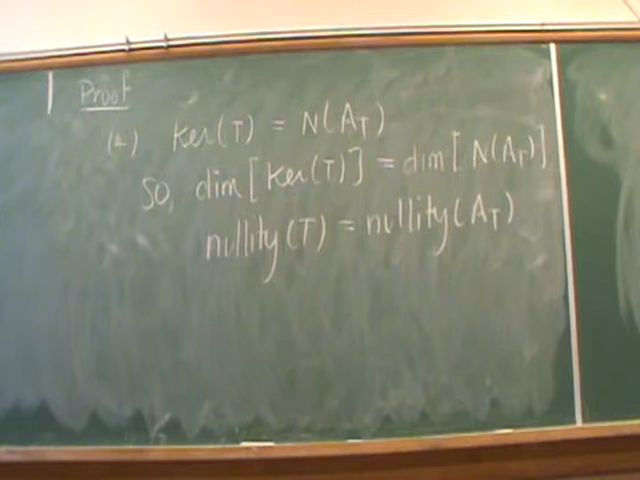 Proof
(a) Ker(T) = N(A_T)
SO, dim[Ker(T)] = dim[N(A_T)]
nullity(T) = nullity(A_T)